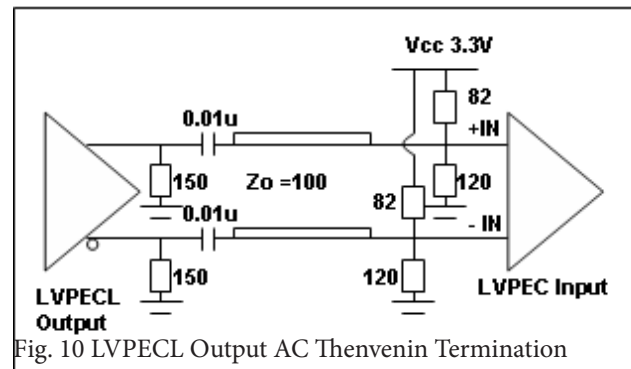 Vcc 3.3V
82
0.01u
+IN
150
Zo =100
120
0.01u
82
- IN
150
120
LVPECL
Output
LVPEC Input
Fig. 10 LVPECL Output AC Thenvenin Termination